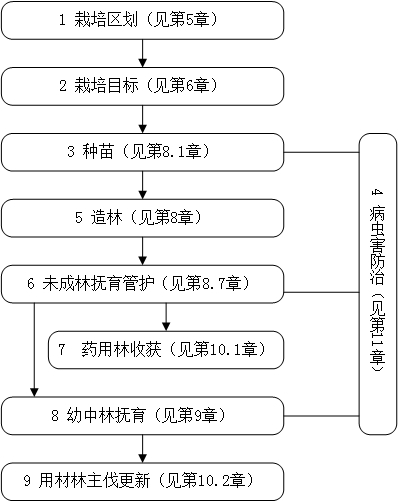 1 栽培区划（见第5章）
2 栽培目标（见第6章）
3 种苗（见第8.1章）
4 病虫害防治（见第11章）
5 造林（见第8章）
6 未成林抚育管护（见第8.7章）
7 药用林收获（见第10.1章）
8 幼中林抚育（见第9章）
9 用材林主伐更新（见第10.2章）